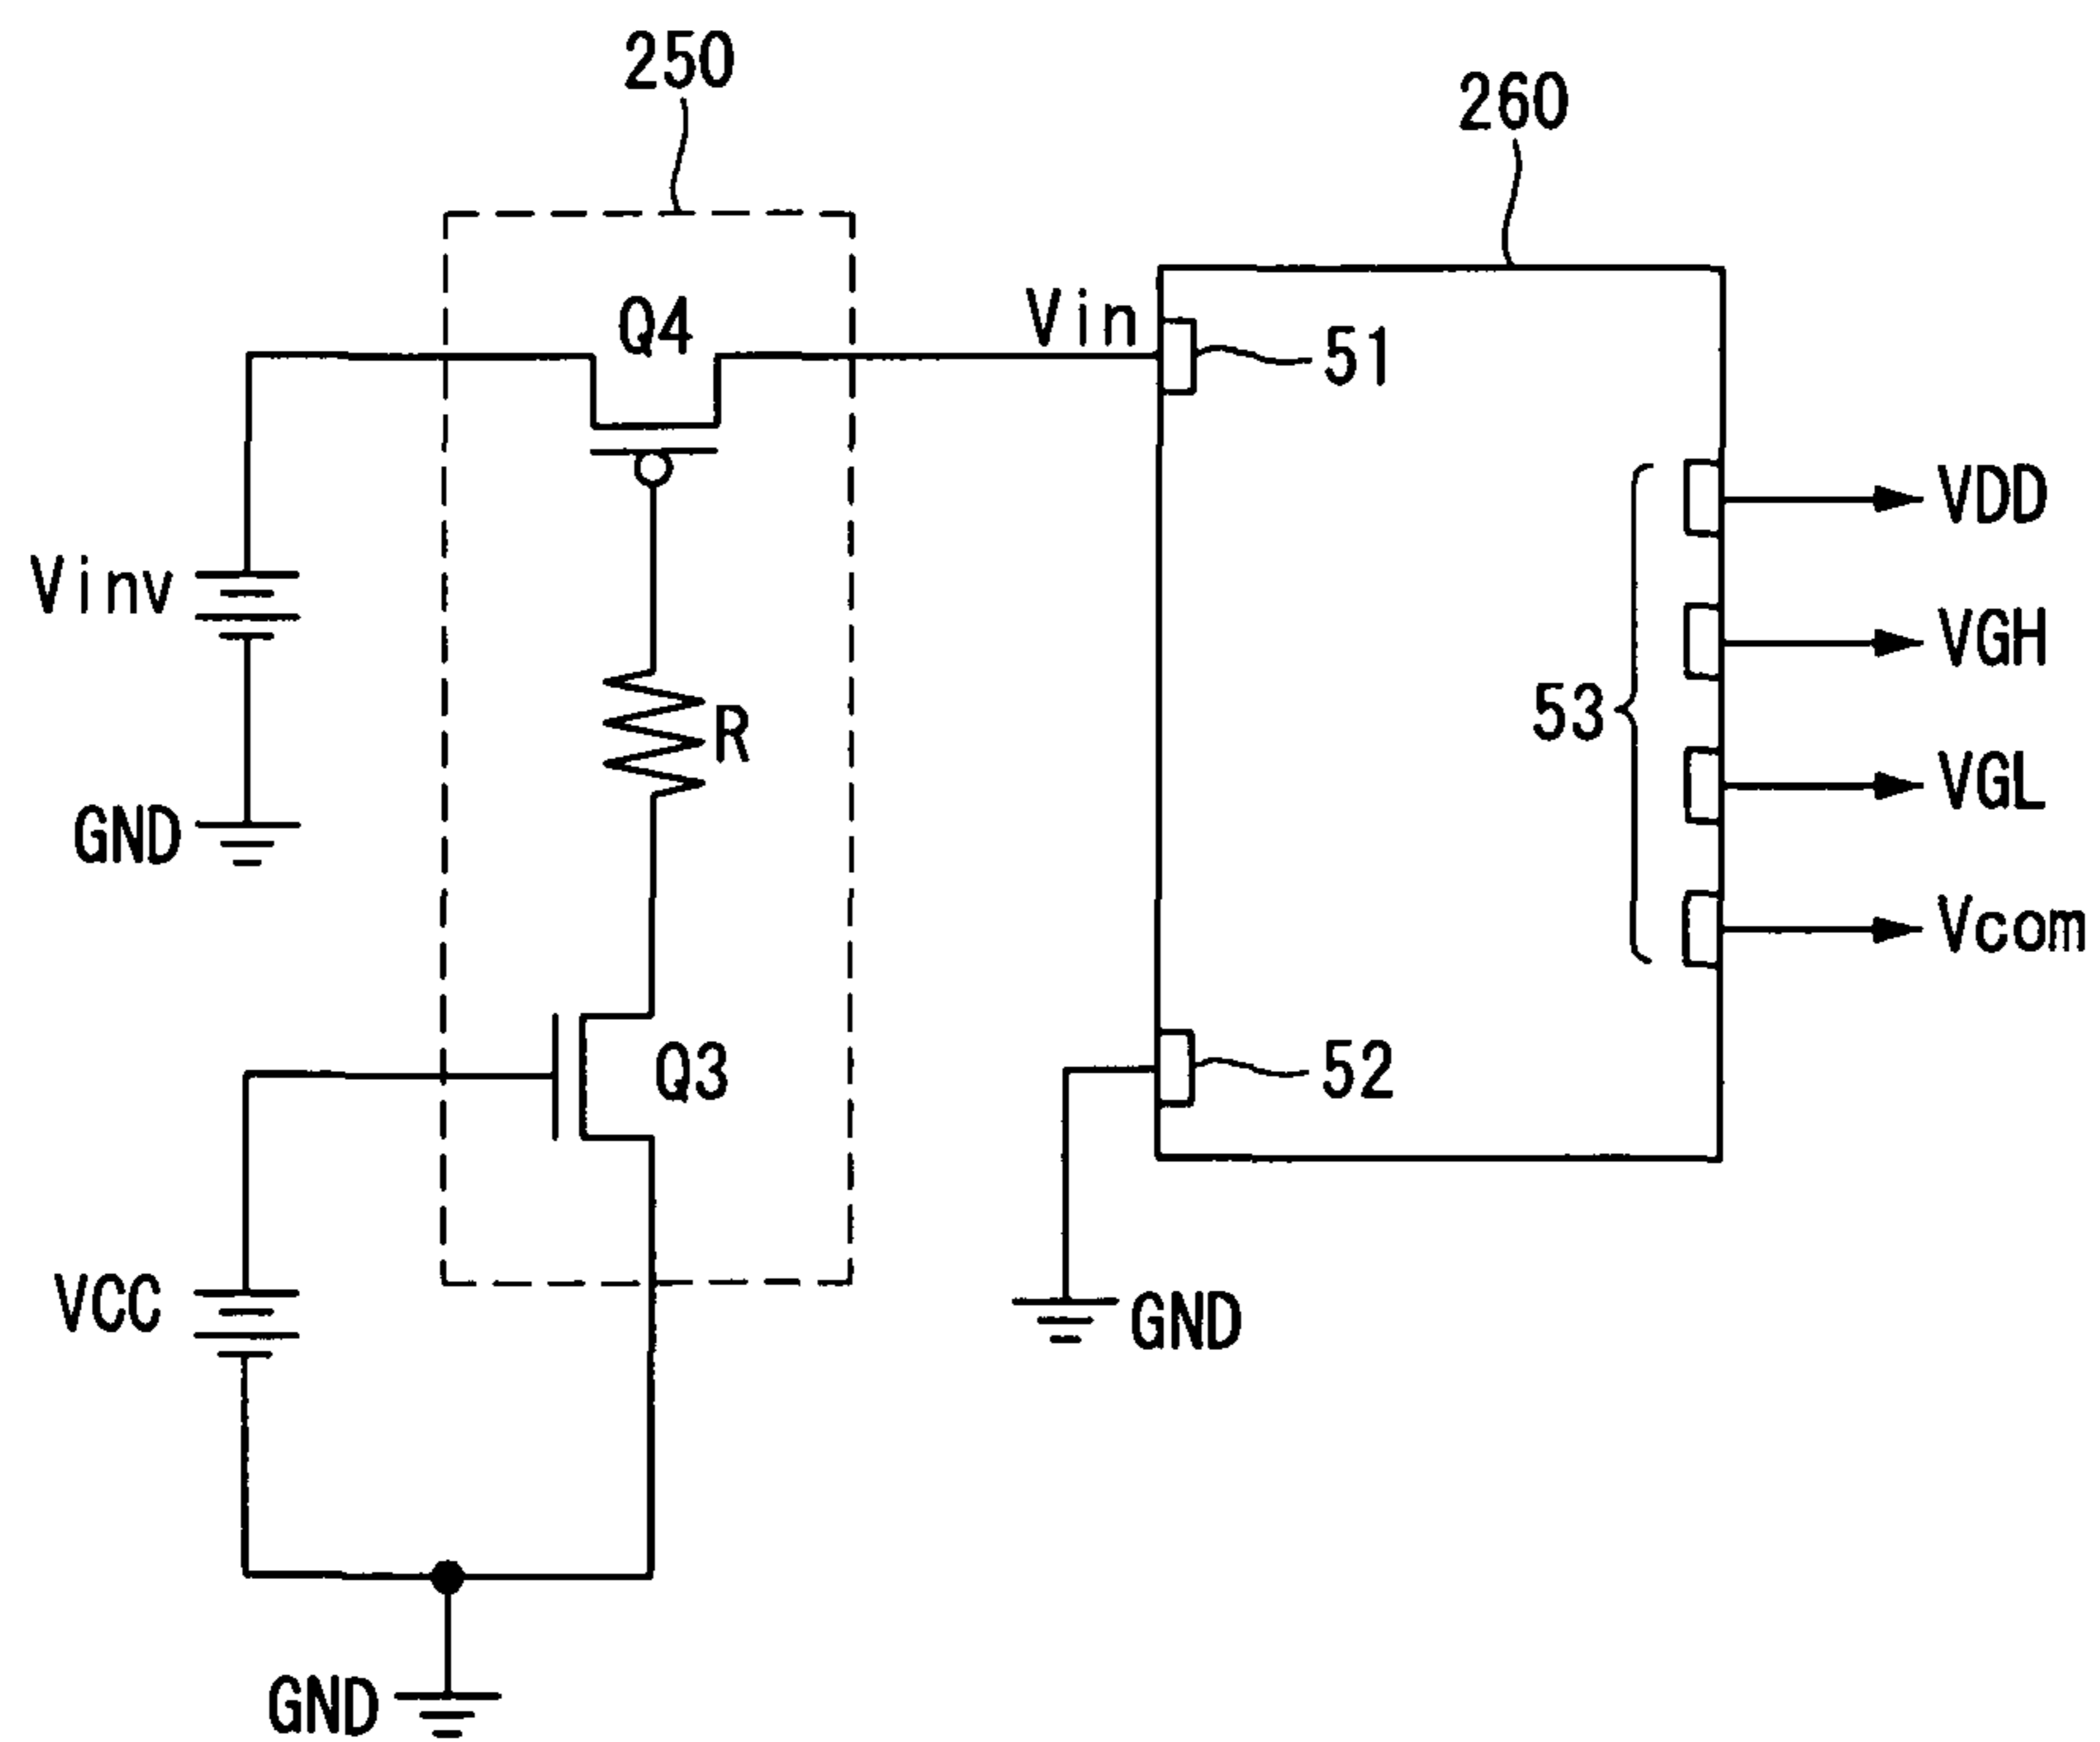 250
260
Q4
Vin
51
VDD
Vinv
VGH
53
R
VGL
GND
Vcom
Q3
52
VCC
GND
GND